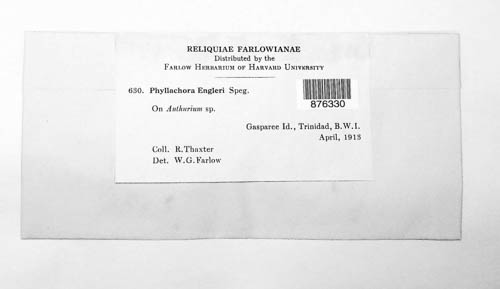 RELIQUIAE FARLOWIANAE
Distributed by the
FARLOW HERBARIUM OF HARVARD UNIVERSITY
630. Phyllachora Engleri Speg.
876330
On Anthurium sp.
Gasparee Id., Trinidad, B.W.I.
April, 1913
Coll. R. Thaxter
Det. W. G. Farlow